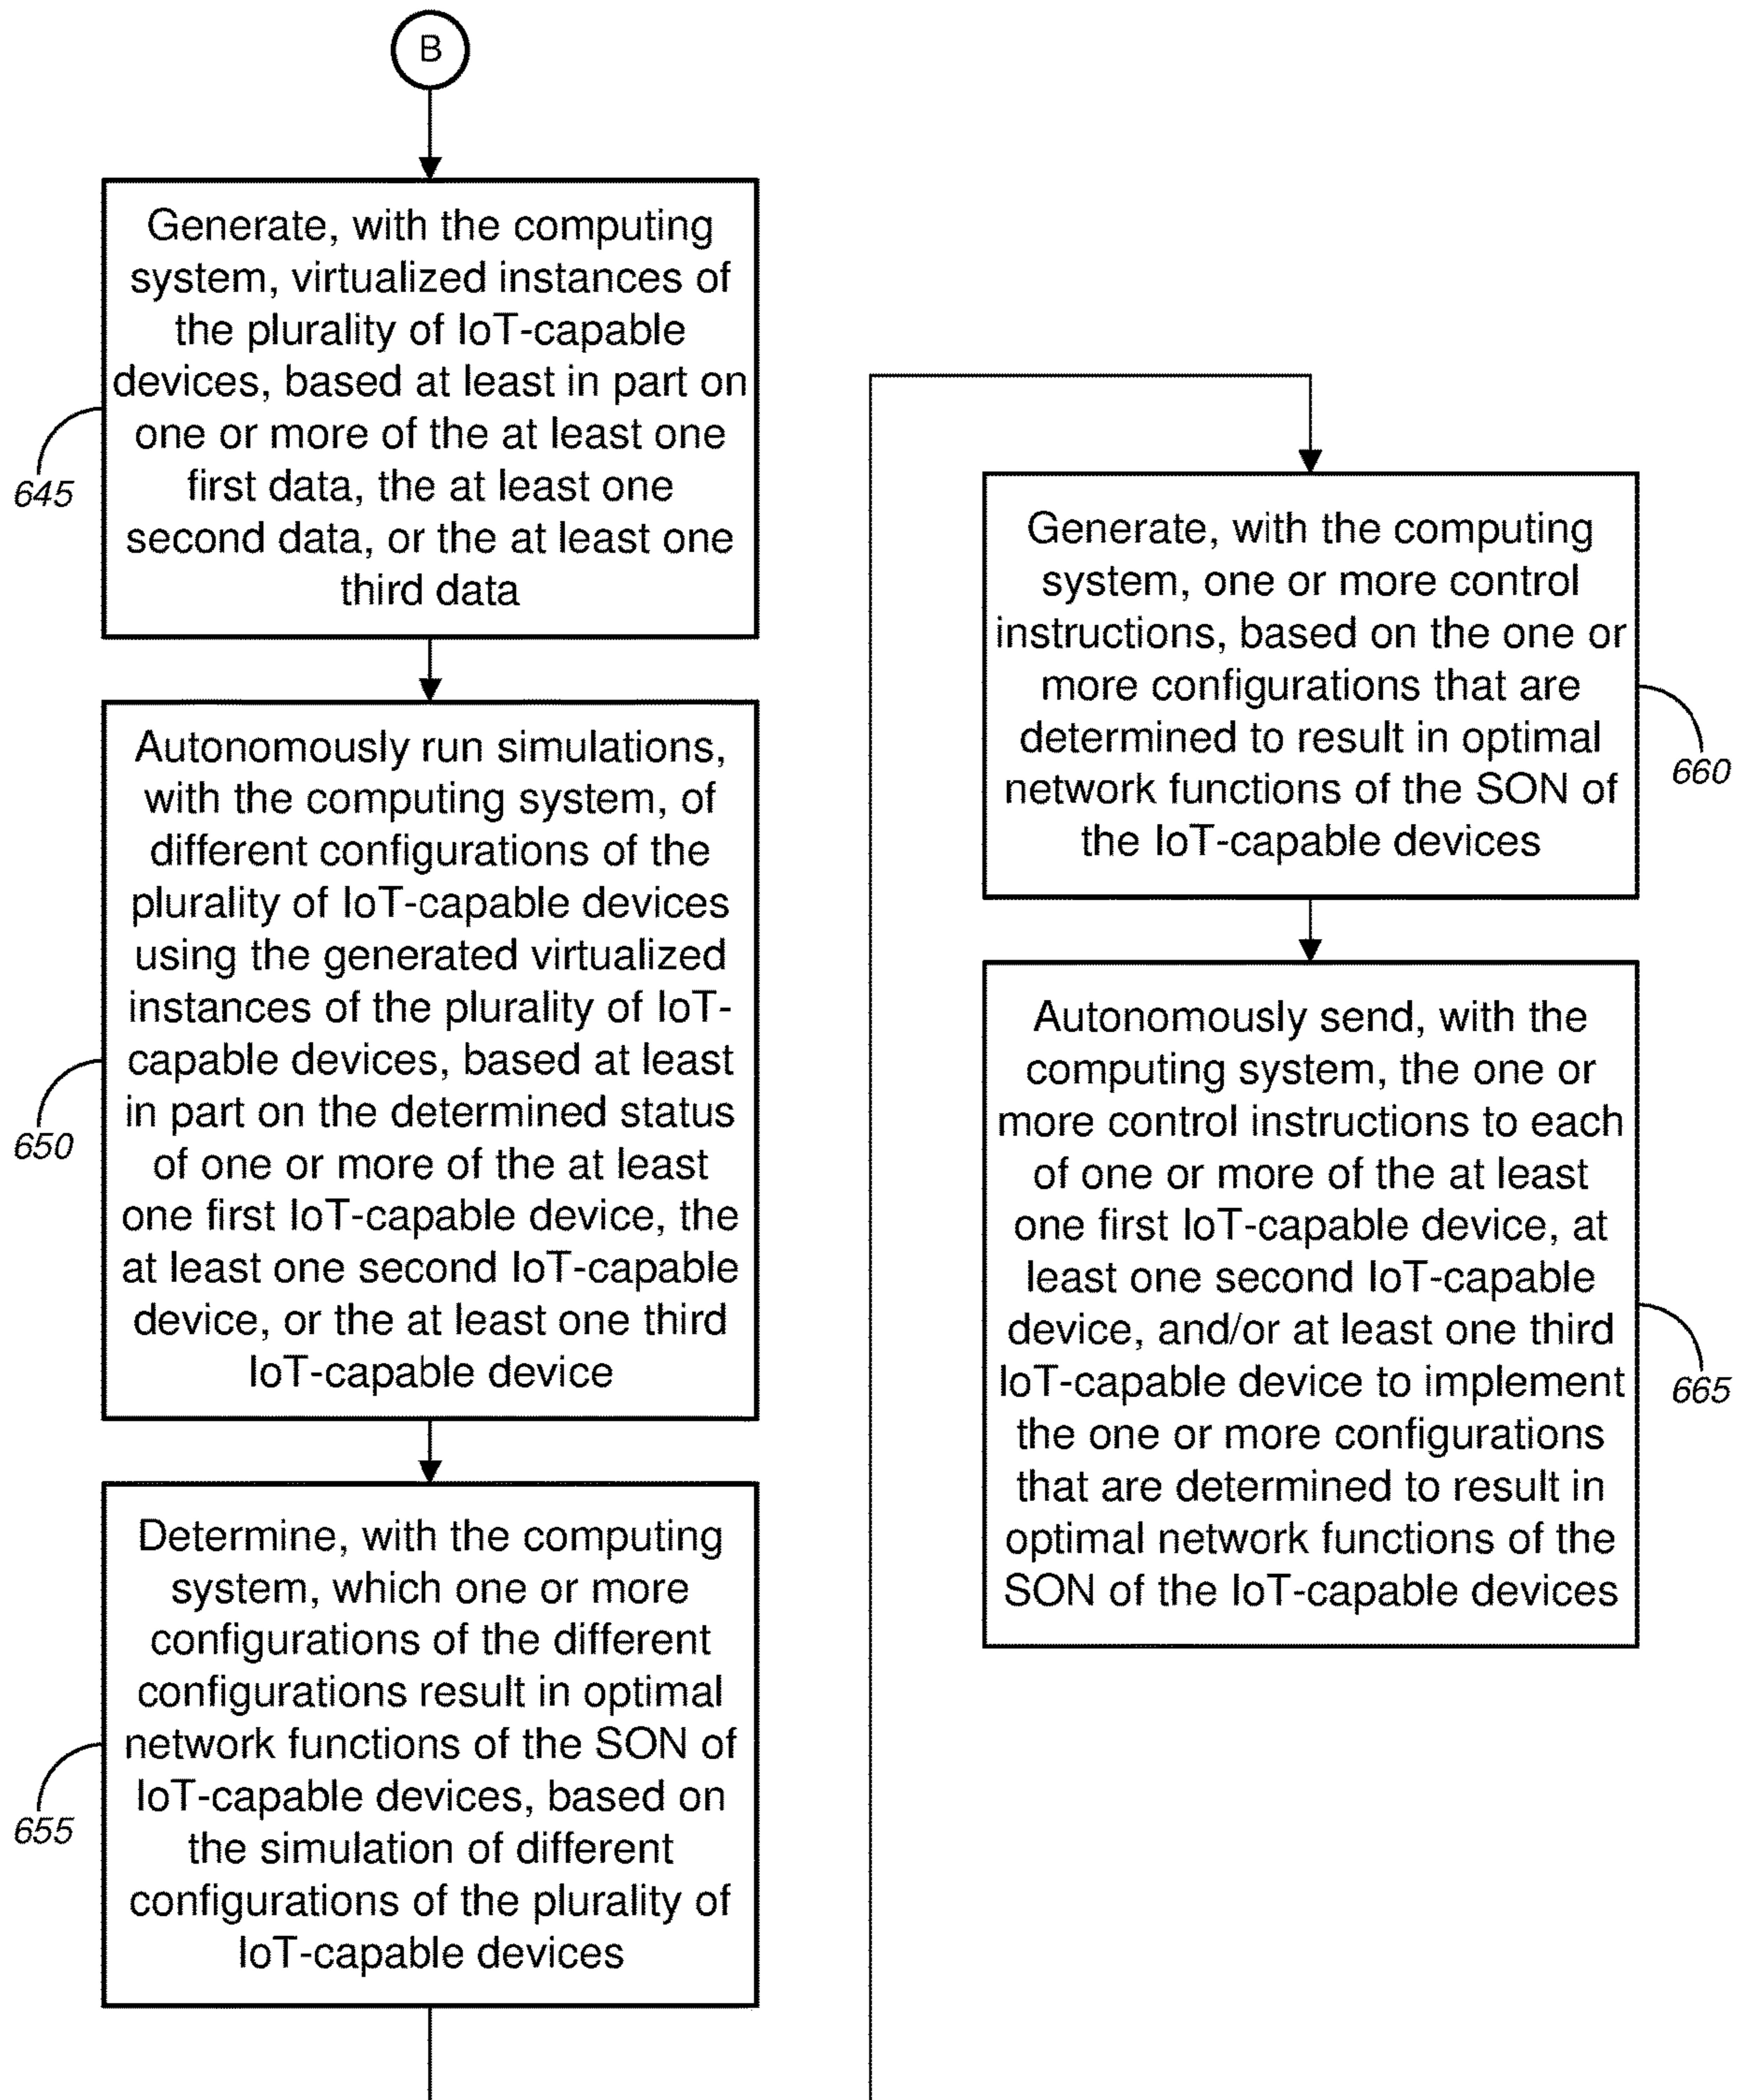 B
Generate, with the computing
system, virtualized instances of
the plurality of IoT-capable
devices, based at least in part on
one or more of the at least one
first data, the at least one
second data, or the at least one
third data
645
Autonomously run simulations,
with the computing system, of
different configurations of the
plurality of IoT-capable devices
using the generated virtualized
instances of the plurality of IoT-
capable devices, based at least
in part on the determined status
of one or more of the at least
one first IoT-capable device, the
at least one second IoT-capable
device, or the at least one third
IoT-capable device
650
Determine, with the computing
system, which one or more
configurations of the different
configurations result in optimal
network functions of the SON of
IoT-capable devices, based on
the simulation of different
configurations of the plurality of
IoT-capable devices
655
Generate, with the computing
system, one or more control
instructions, based on the one or
more configurations that are
determined to result in optimal
network functions of the SON of
the IoT-capable devices
660
Autonomously send, with the
computing system, the one or
more control instructions to each
of one or more of the at least
one first IoT-capable device, at
least one second IoT-capable
device, and/or at least one third
IoT-capable device to implement
the one or more configurations
that are determined to result in
optimal network functions of the
SON of the IoT-capable devices
665